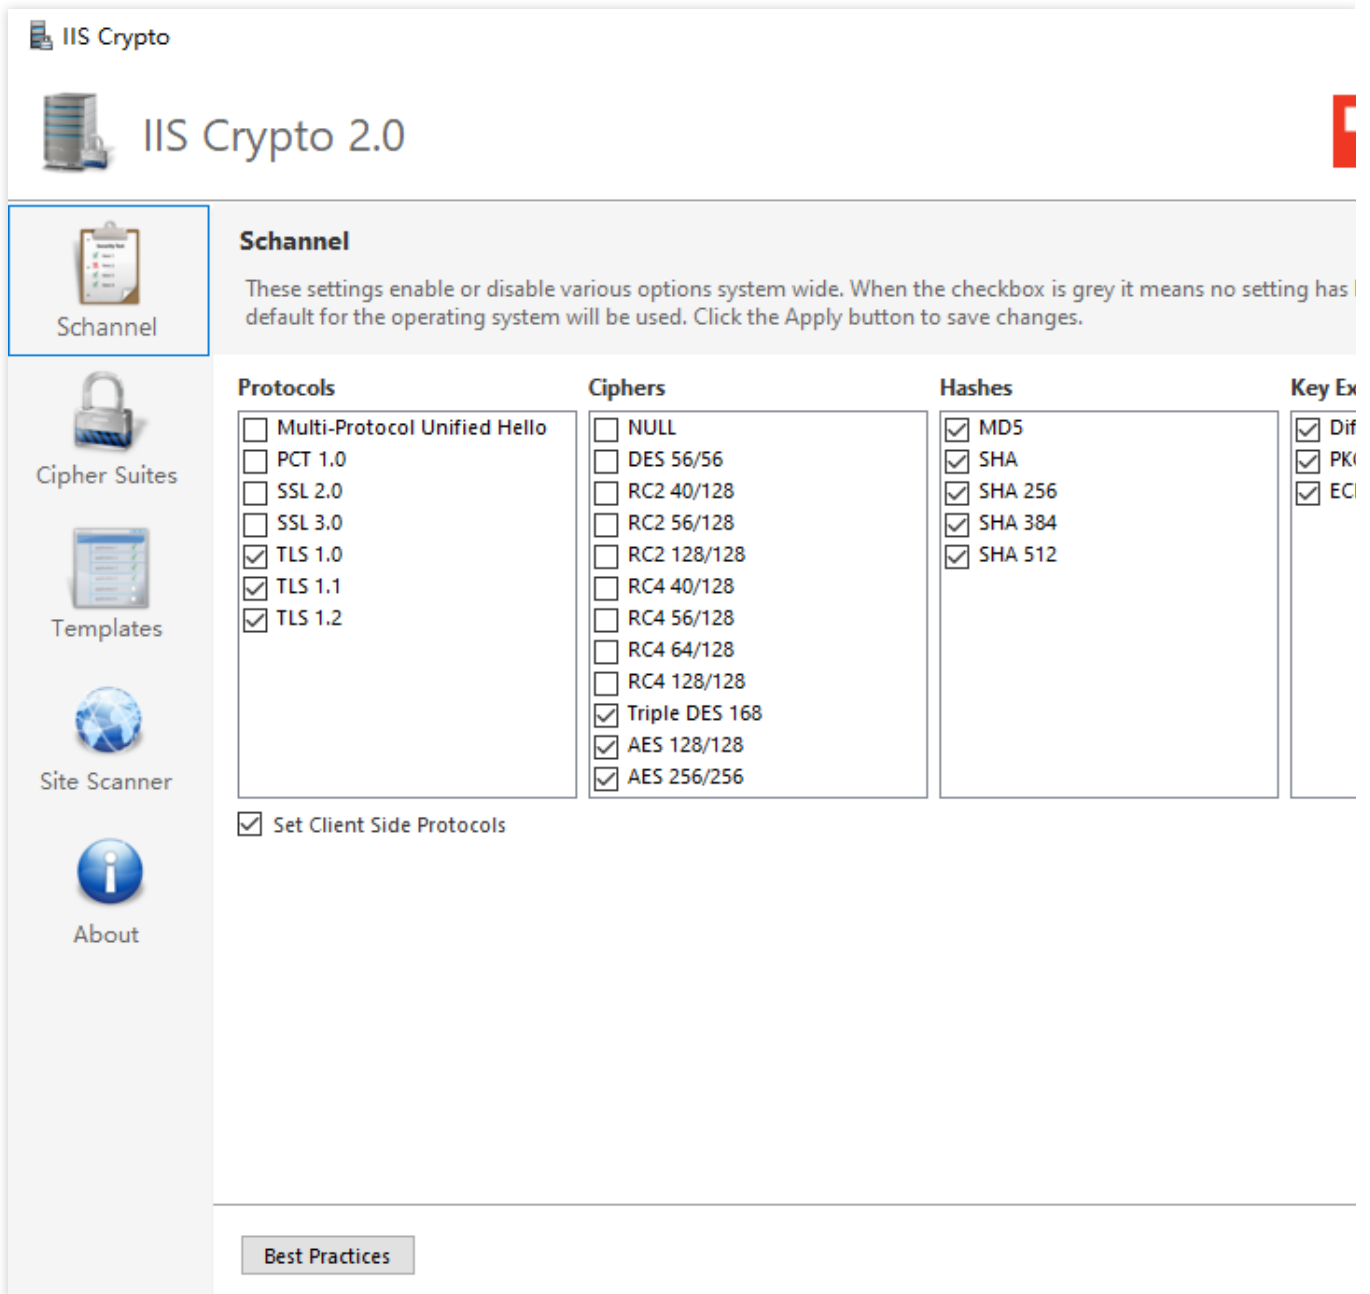 IIS Crypto
IIS Crypto 2.0
Schannel
Cipher Suites
Templates
Site Scanner
About
Schannel
These settings enable or disable various options system wide. When the checkbox is grey it means no setting has
default for the operating system will be used. Click the Apply button to save changes.
Protocols
Multi-Protocol Unified Hello
PCT 1.0
SSL 2.0
SSL 3.0
TLS 1.0
TLS 1.1
TLS 1.2
Ciphers
NULL
DES 56/56
RC2 40/128
RC2 56/128
RC2 128/128
RC4 40/128
RC4 56/128
RC4 64/128
RC4 128/128
Triple DES 168
AES 128/128
AES 256/256
Hashes
MD5
SHA
SHA 256
SHA 384
SHA 512
Key Ex
Dif
PK
EC
Set Client Side Protocols
Best Practices